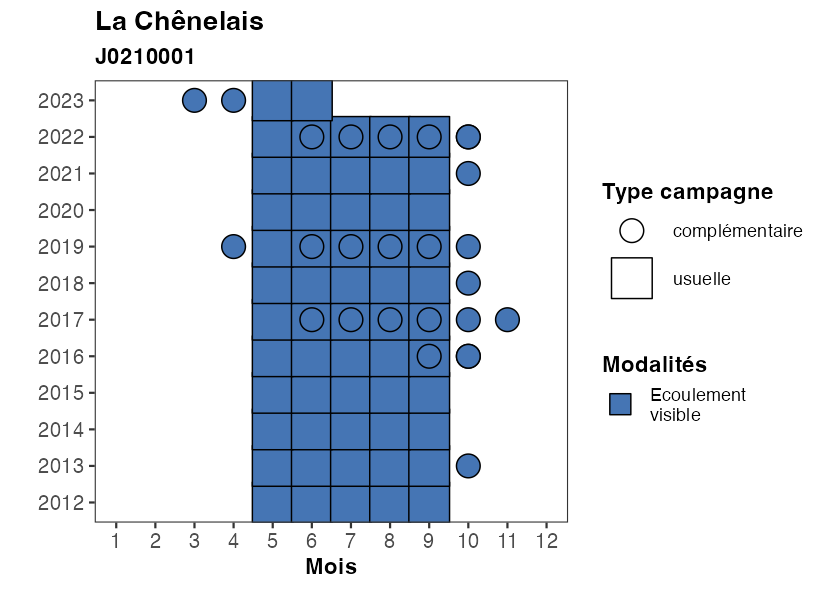 La Chênelais
J0210001
2023
2022
2021
2020
2019
2018
2017
2016
2015
2014
2013
2012
1 2 3 4 5 6 7 8 9 10 11 12
Mois
Type campagne
complémentaire
usuelle
Modalités
Ecoulement
visible